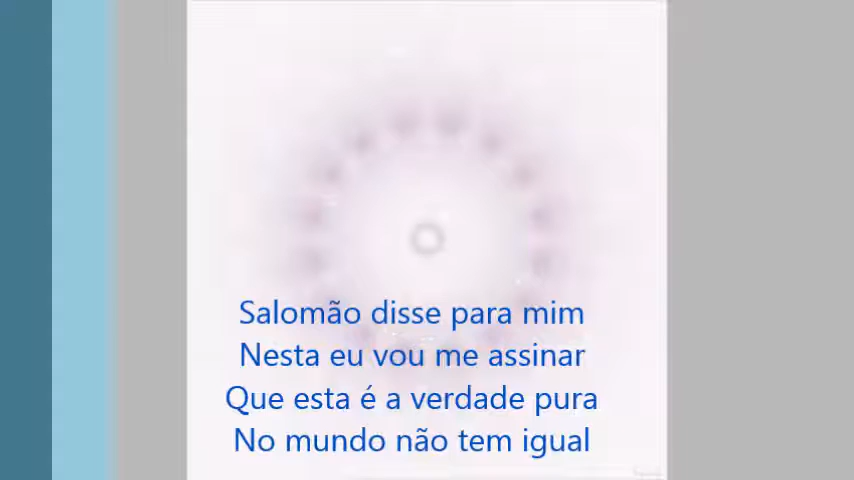 Salomão disse para mim
Nesta eu vou me assinar
Que esta é a verdade pura
No mundo não tem igual